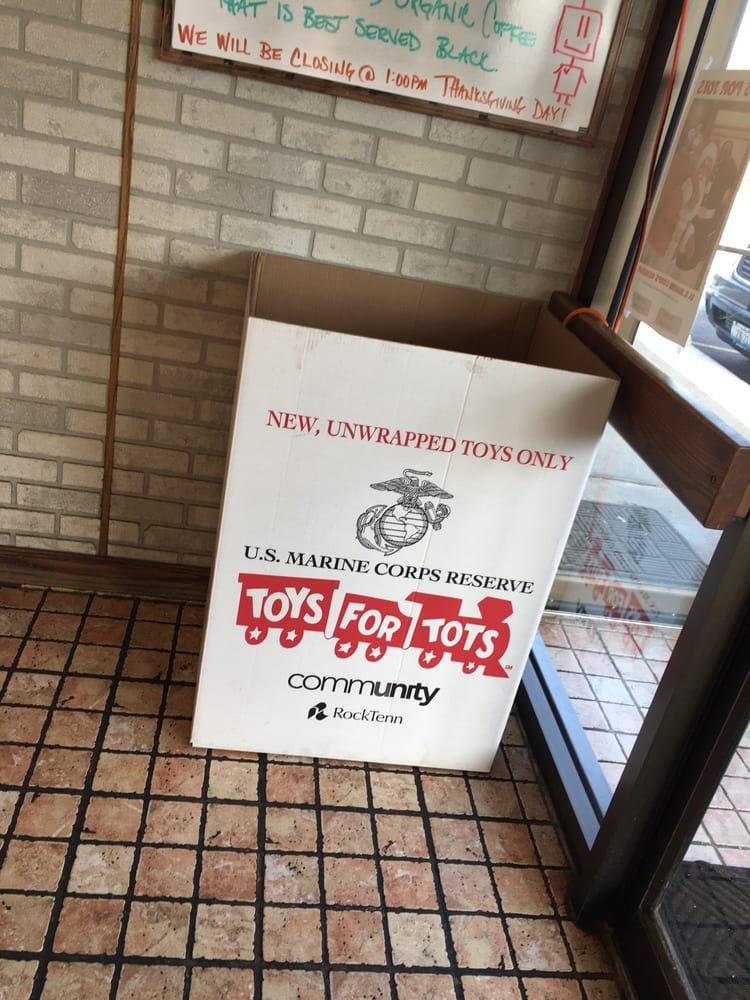 ORGANIC COFFEE
THAT IS BEST SERVED BLACK.
WE WILL BE CLOSING @ 1:00PM THANKSGIVING DAY!
NEW, UNWRAPPED TOYS ONLY
U.S. MARINE CORPS RESERVE
TOYS FOR TOTS
SM
community
RockTenn